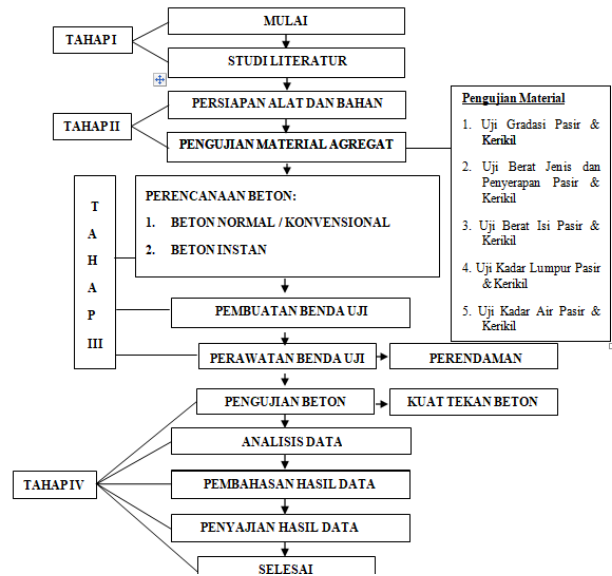 MULAI
TAHAP I
STUDI LITERATUR
PERSIAPAN ALAT DAN BAHAN
TAHAP II
PENGUJIAN MATERIAL AGREGAT
Pengujian Material
1. Uji Gradasi Pasir &
Kerikil
2. Uji Berat Jenis dan
Penyerapan Pasir &
Kerikil
3. Uji Berat Isi Pasir &
Kerikil
4. Uji Kadar Lumpur Pasir
& Kerikil
5. Uji Kadar Air Pasir &
Kerikil
T
A
H
A
P
III
PERENCANAAN BETON:
1. BETON NORMAL / KONVENSIONAL
2. BETON INSTAN
PEMBUATAN BENDA UJI
PERAWATAN BENDA UJI
PERENDAMAN
PENGUJIAN BETON
KUAT TEKAN BETON
ANALISIS DATA
TAHAP IV
PEMBAHASAN HASIL DATA
PENYAJIAN HASIL DATA
SELESAI